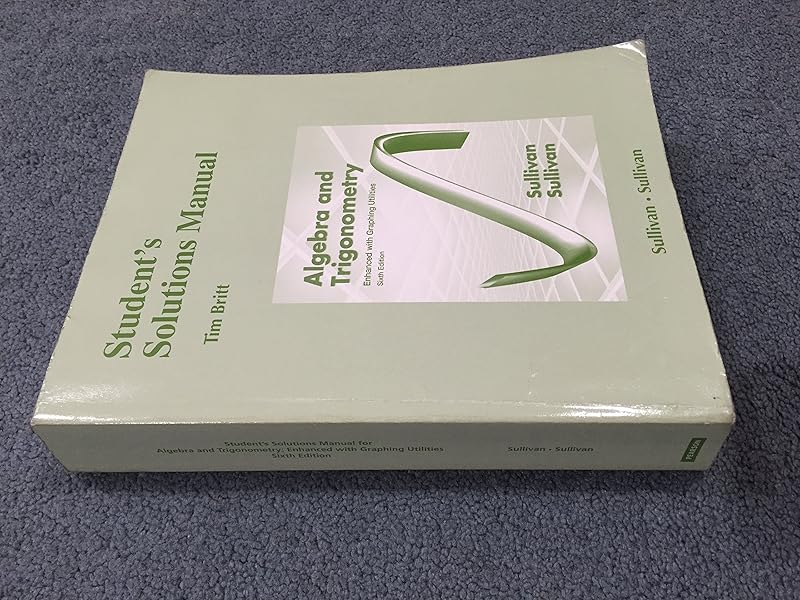 Student's
Solutions Manual
Tim Britt
Algebra and
Trigonometry
Enhanced with Graphing Utilities
Sixth Edition
Sullivan
Sullivan
Sullivan • Sullivan
Student's Solutions Manual for
Algebra and Trigonometry: Enhanced with Graphing Utilities
Sixth Edition
Sullivan • Sullivan
PEARSON